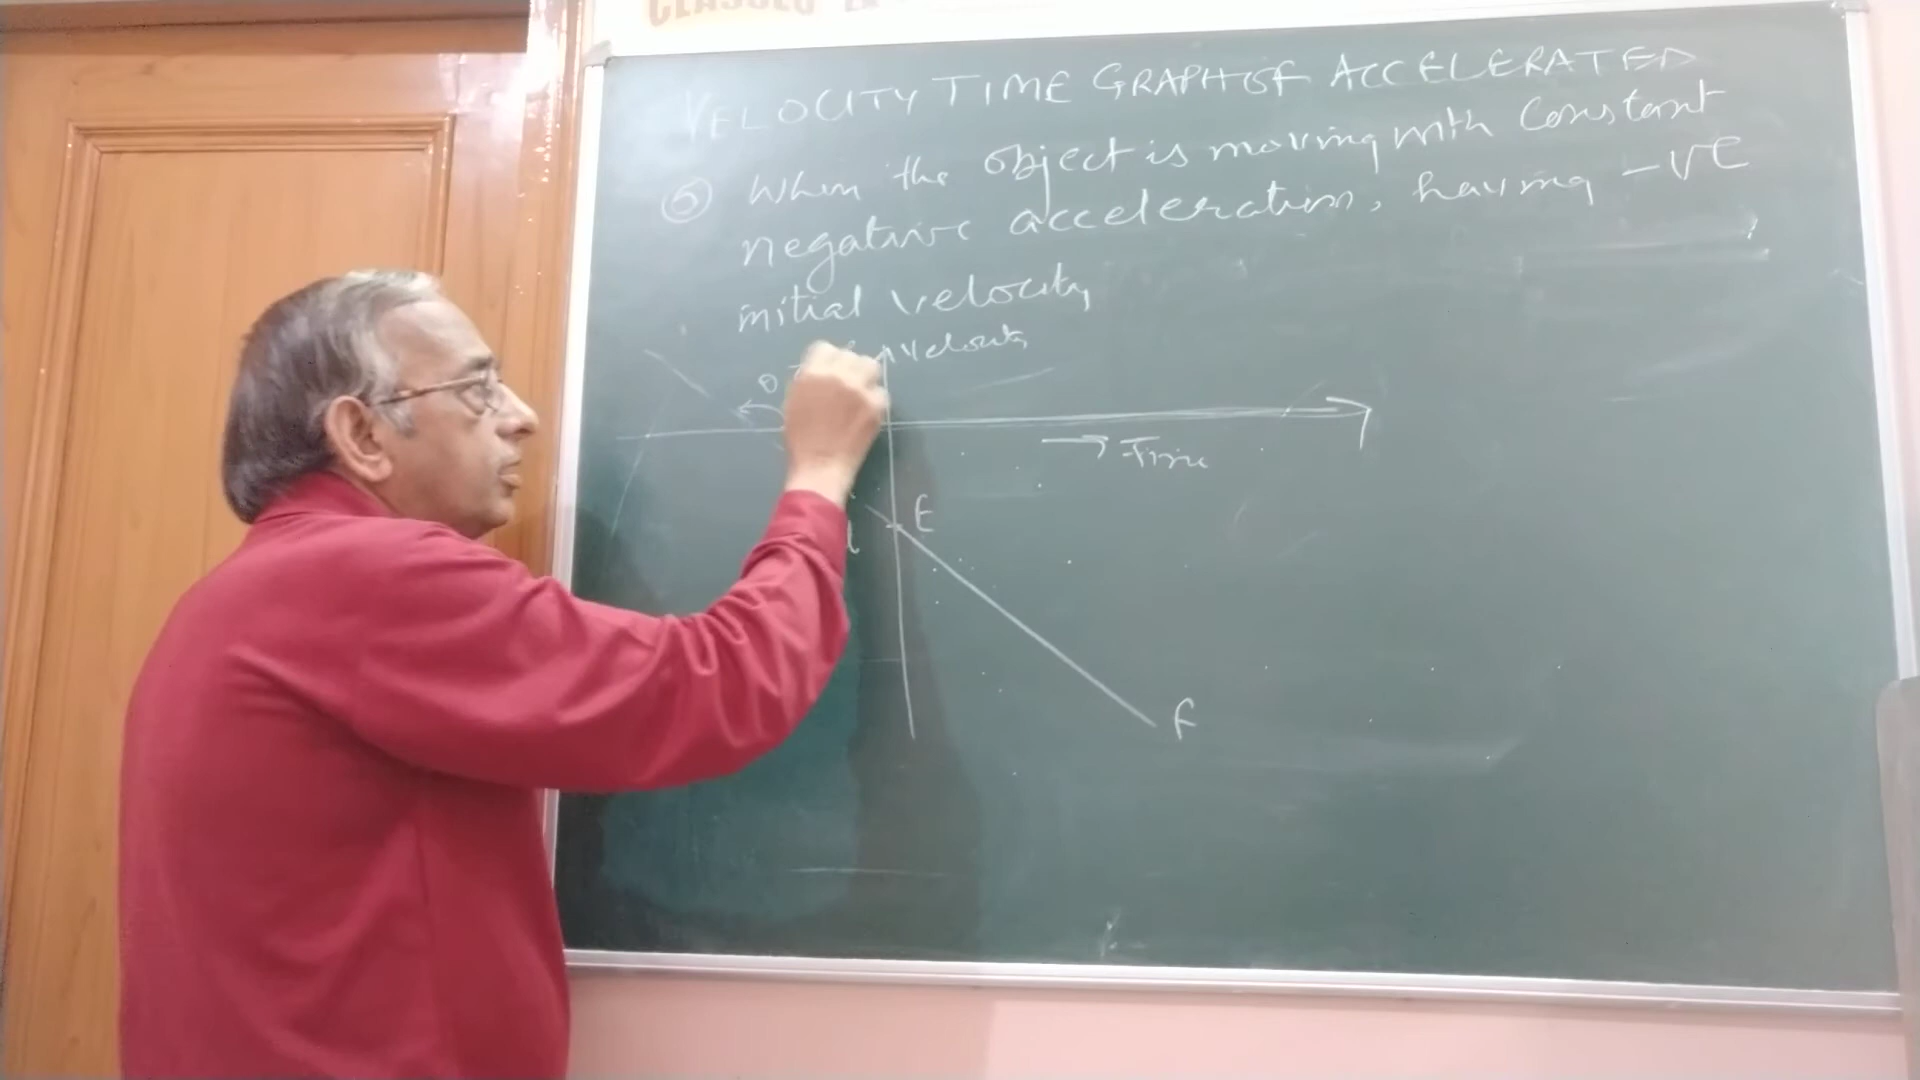 VELOCITY TIME GRAPH OF ACCELERATED
⑤ When the object is moving with constant
negative acceleration, having -ve
initial velocity
velocity
→ Time
E
F